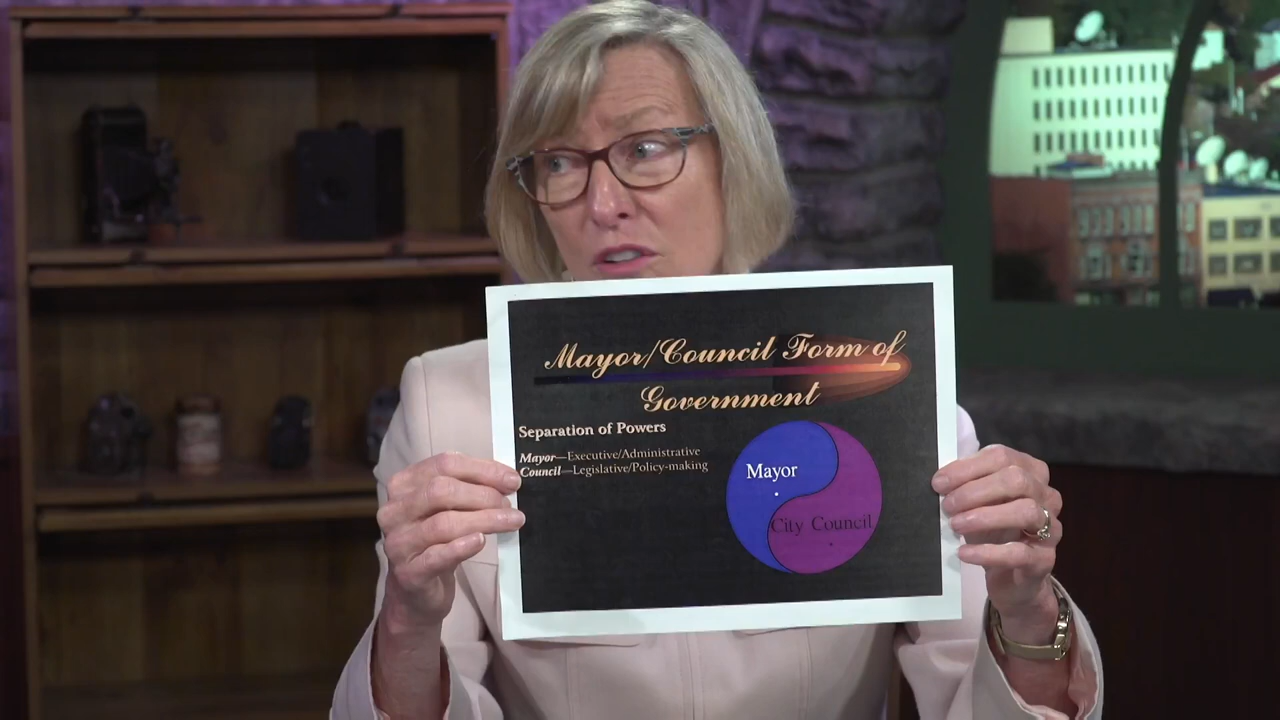 Mayor/Council Form of
Government
Separation of Powers
Mayor—Executive/Administrative
Council—Legislative/Policy-making
Mayor
City Council